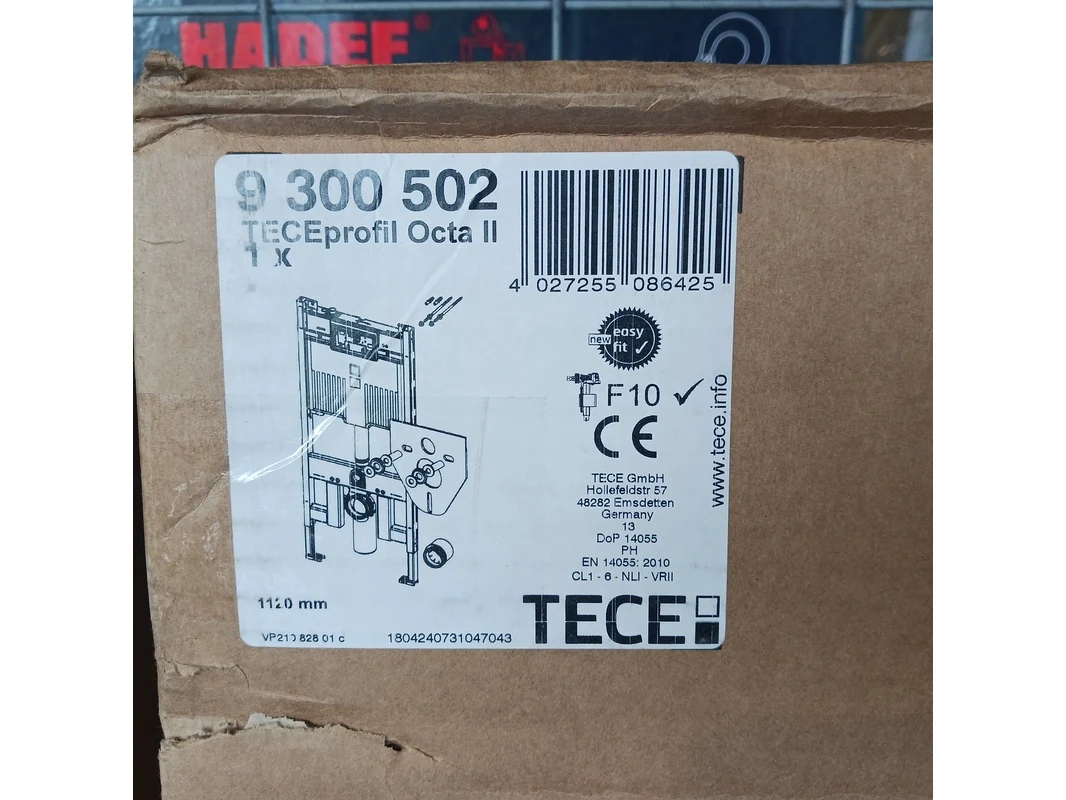 HADEF
9 300 502
TECEprofil Octa II
1 x
4 027255 086425
new easy fit
F10
CE
www.tece.info
TECE GmbH
Hollefeldstr 57
48282 Emsdetten
Germany
13
DoP 14055
PH
EN 14055: 2010
CL1 - 6 - NLI - VRII
1120 mm
VP210 828 01 c
1804240731047043
TECE